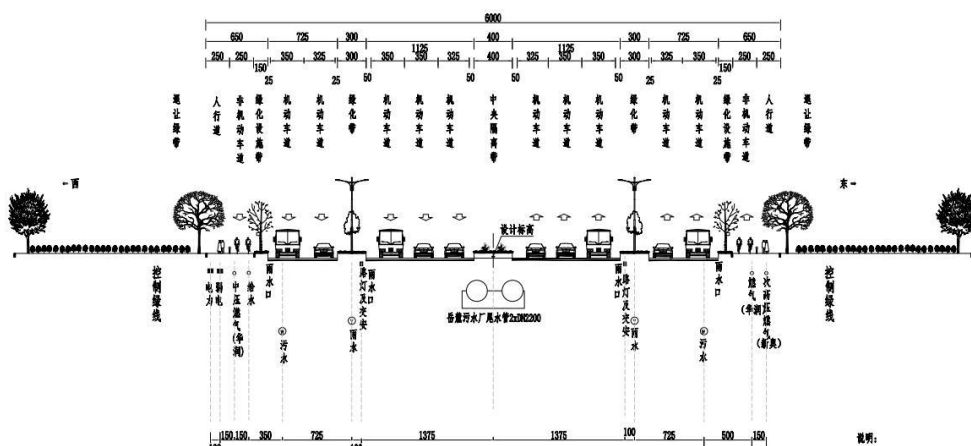 6000
650 725 300 400 300 725 650
1125 1125
250 250 350 325 300 350 350 325 400 325 350 350 300 325 350 250 250
150 150
25 25 50 50 50 50 25 25
退让绿带
人行道
非机动车道
绿化设施带
机动车道
机动车道
绿化带
机动车道
机动车道
机动车道
中央隔离带
机动车道
机动车道
机动车道
绿化带
机动车道
机动车道
绿化设施带
非机动车道
人行道
退让绿带
←西
东→
设计标高
控制绿线
电力
弱电
中压燃气(华润)
给水
雨水口
污水
雨水
路灯及交安
雨水口
岳麓污水厂尾水管2xDN2200
雨水口
路灯及交安
雨水
污水
雨水口
燃气(华润)
次高压燃气(新奥)
控制绿线
150 150 350 725 1375 1375 100 725 500 150
说明: